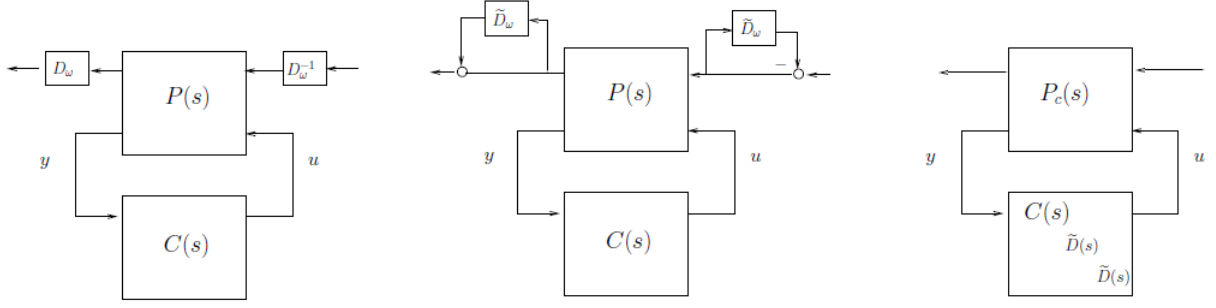 D_ω
P(s)
D_ω^{-1}
y
u
C(s)
D̃_ω
D̃_ω
−
P(s)
y
u
C(s)
P_c(s)
y
u
C(s)
D̃(s)
D̃(s)